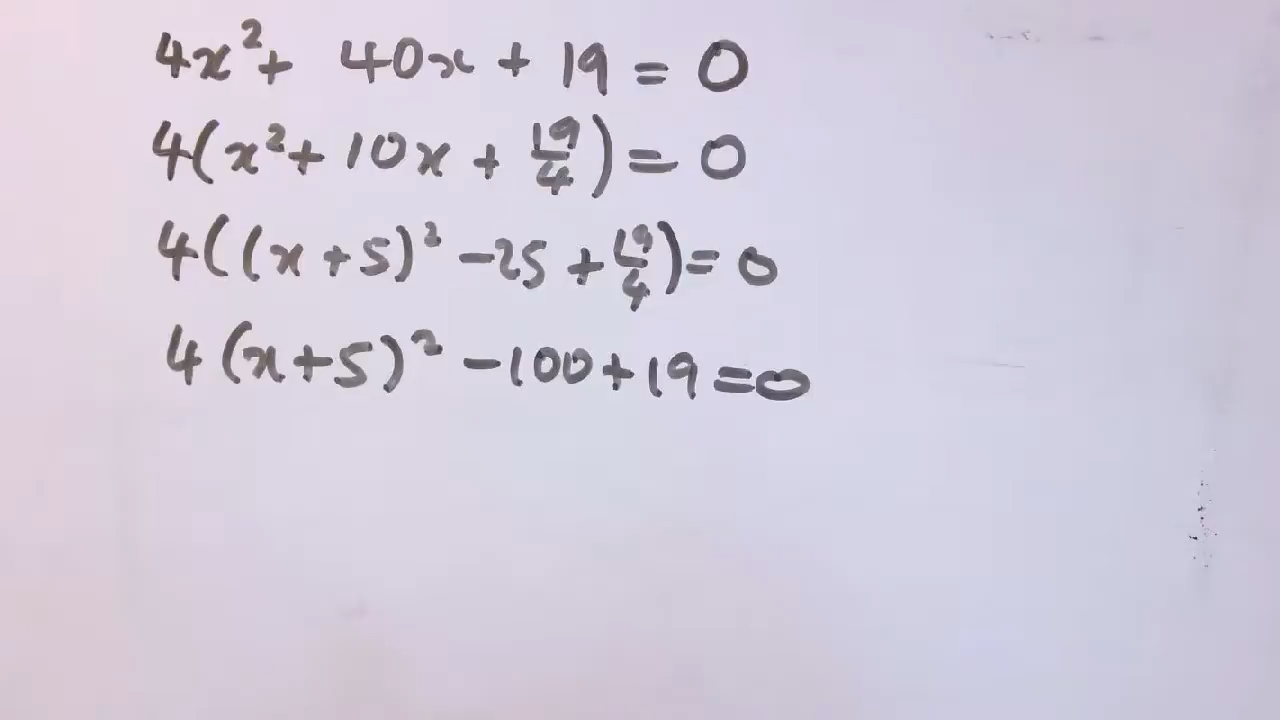 4x² + 40x + 19 = 0
4(x² + 10x + 19/4) = 0
4((x + 5)² - 25 + 19/4) = 0
4(x + 5)² - 100 + 19 = 0